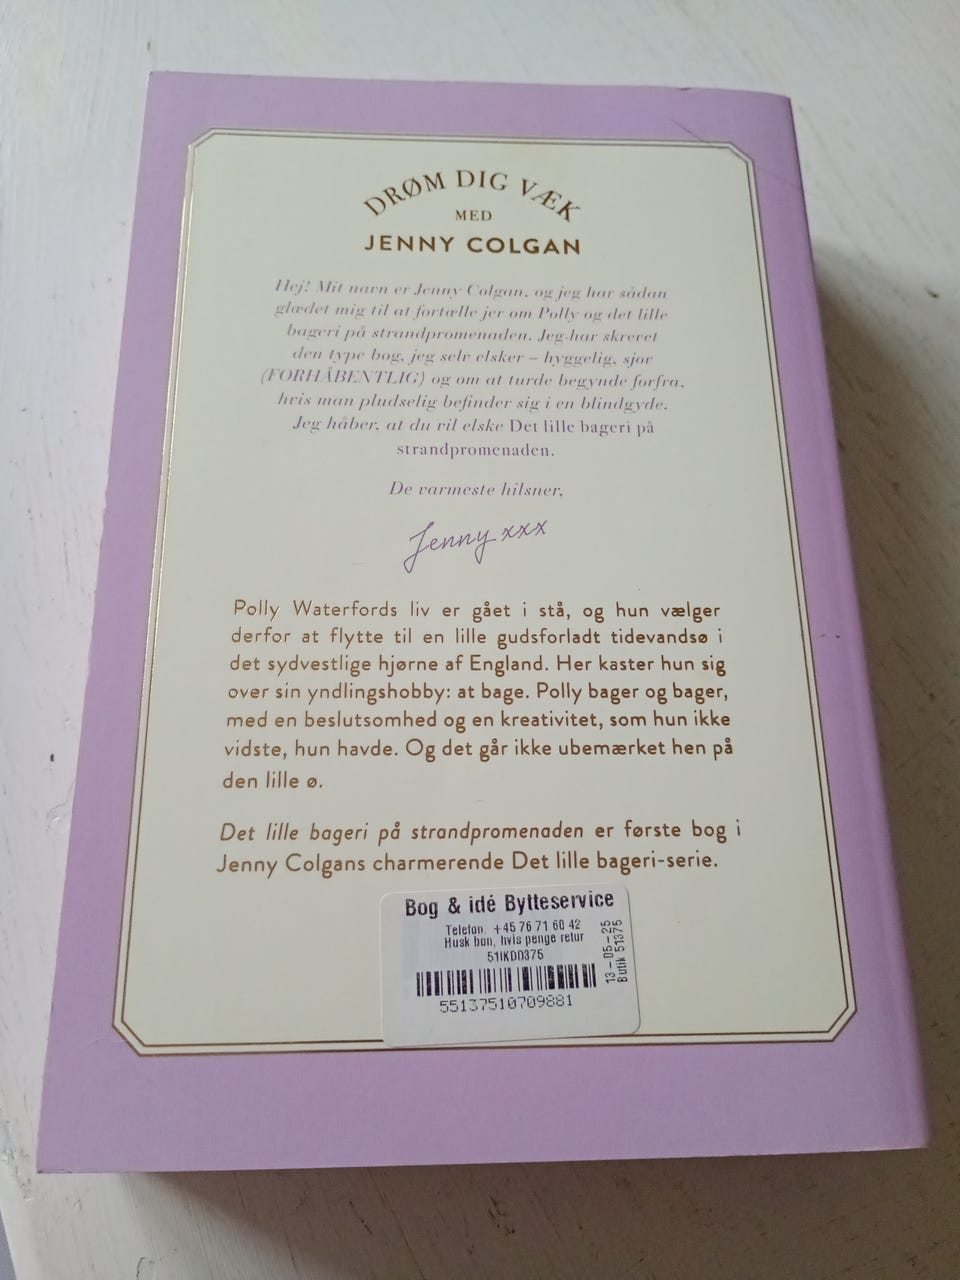 DRØM DIG VÆK
MED
JENNY COLGAN
Hej! Mit navn er Jenny Colgan, og jeg har sådan
glædet mig til at fortælle jer om Polly og det lille
bageri på strandpromenaden. Jeg har skrevet
den type bog, jeg selv elsker – hyggelig, sjov
(FORHÅBENTLIG) og om at turde begynde forfra,
hvis man pludselig befinder sig i en blindgyde.
Jeg håber, at du vil elske Det lille bageri på
strandpromenaden.
De varmeste hilsner,
Jenny xxx
Polly Waterfords liv er gået i stå, og hun vælger
derfor at flytte til en lille gudsforladt tidevandsø i
det sydvestlige hjørne af England. Her kaster hun sig
over sin yndlingshobby: at bage. Polly bager og bager,
med en beslutsomhed og en kreativitet, som hun ikke
vidste, hun havde. Og det går ikke ubemærket hen på
den lille ø.
Det lille bageri på strandpromenaden er første bog i
Jenny Colgans charmerende Det lille bageri-serie.
Bog & idé Bytteservice
Telefon. +45 76 71 60 42
Husk bon, hvis penge retur
51IKDD375
55137510709881
13-05-25
Butik 51375